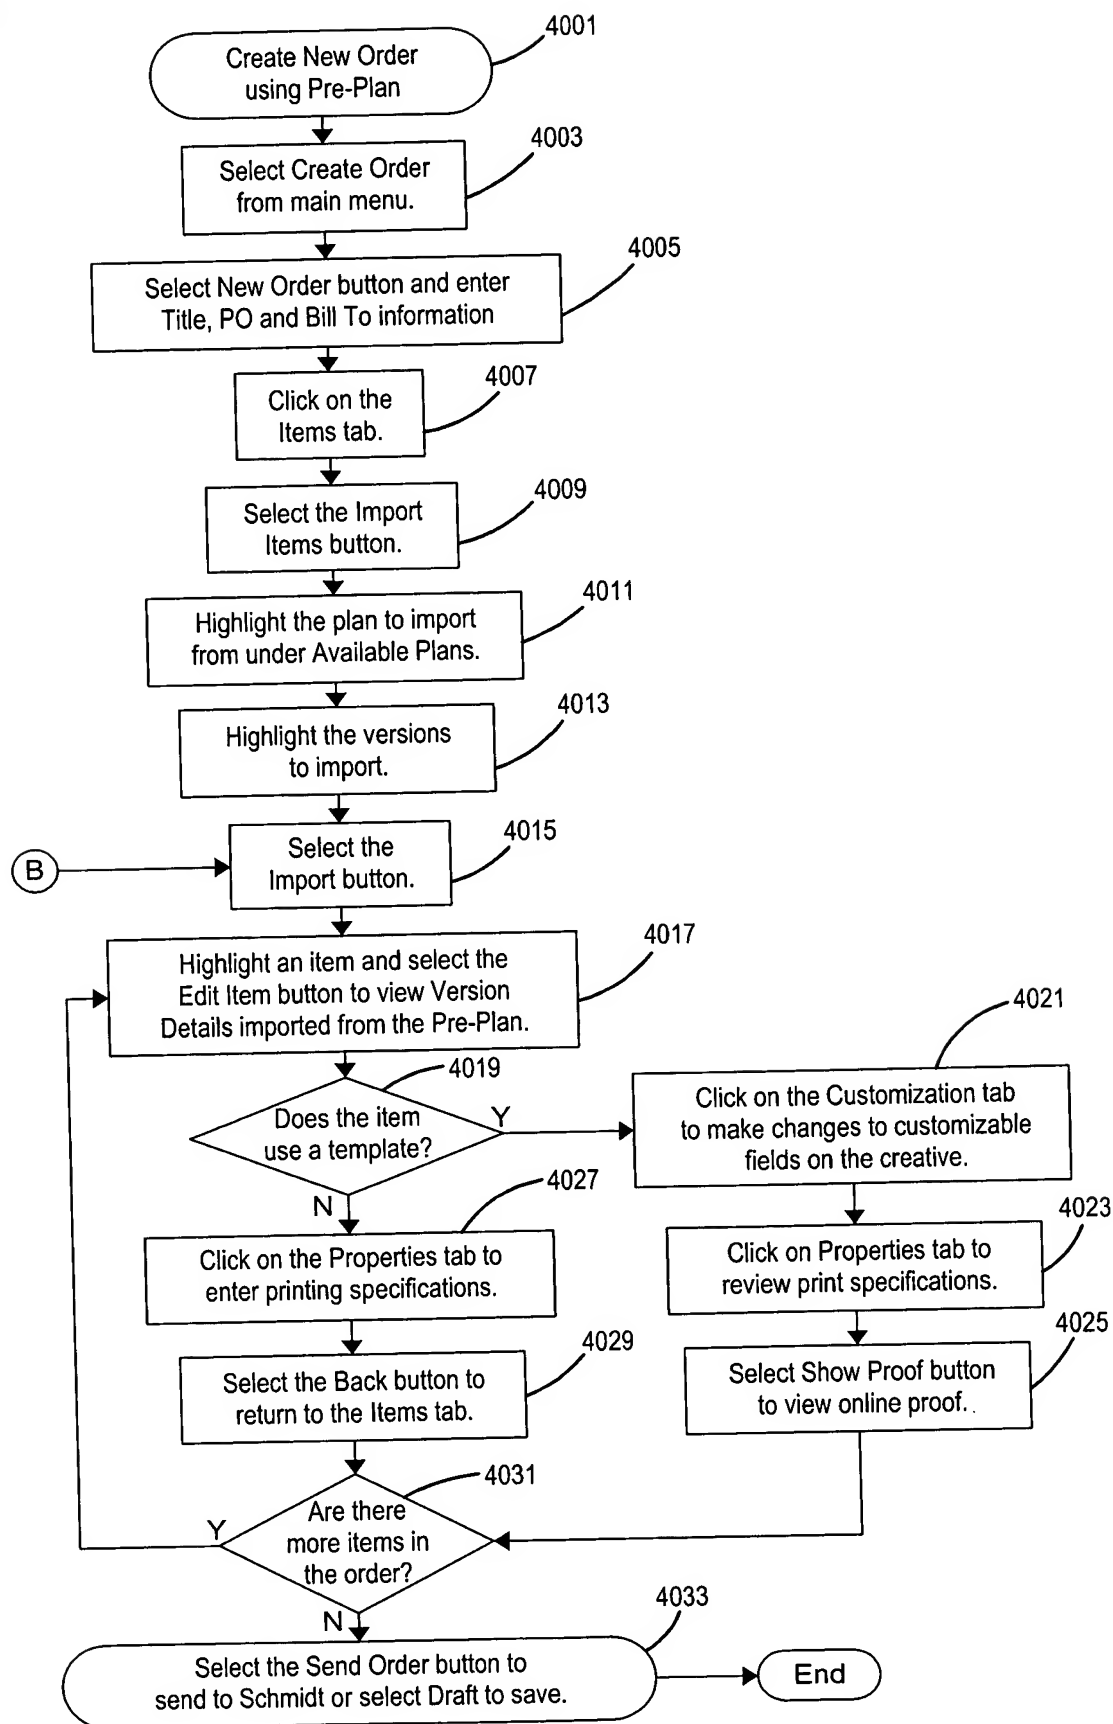 4001
Create New Order
using Pre-Plan
4003
Select Create Order
from main menu.
4005
Select New Order button and enter
Title, PO and Bill To information
4007
Click on the
Items tab.
4009
Select the Import
Items button.
4011
Highlight the plan to import
from under Available Plans.
4013
Highlight the versions
to import.
4015
Select the
Import button.
B
4017
Highlight an item and select the
Edit Item button to view Version
Details imported from the Pre-Plan.
4019
Does the item
use a template?
Y
N
4021
Click on the Customization tab
to make changes to customizable
fields on the creative.
4023
Click on Properties tab to
review print specifications.
4025
Select Show Proof button
to view online proof.
4027
Click on the Properties tab to
enter printing specifications.
4029
Select the Back button to
return to the Items tab.
4031
Are there
more items in
the order?
Y
N
4033
Select the Send Order button to
send to Schmidt or select Draft to save.
End